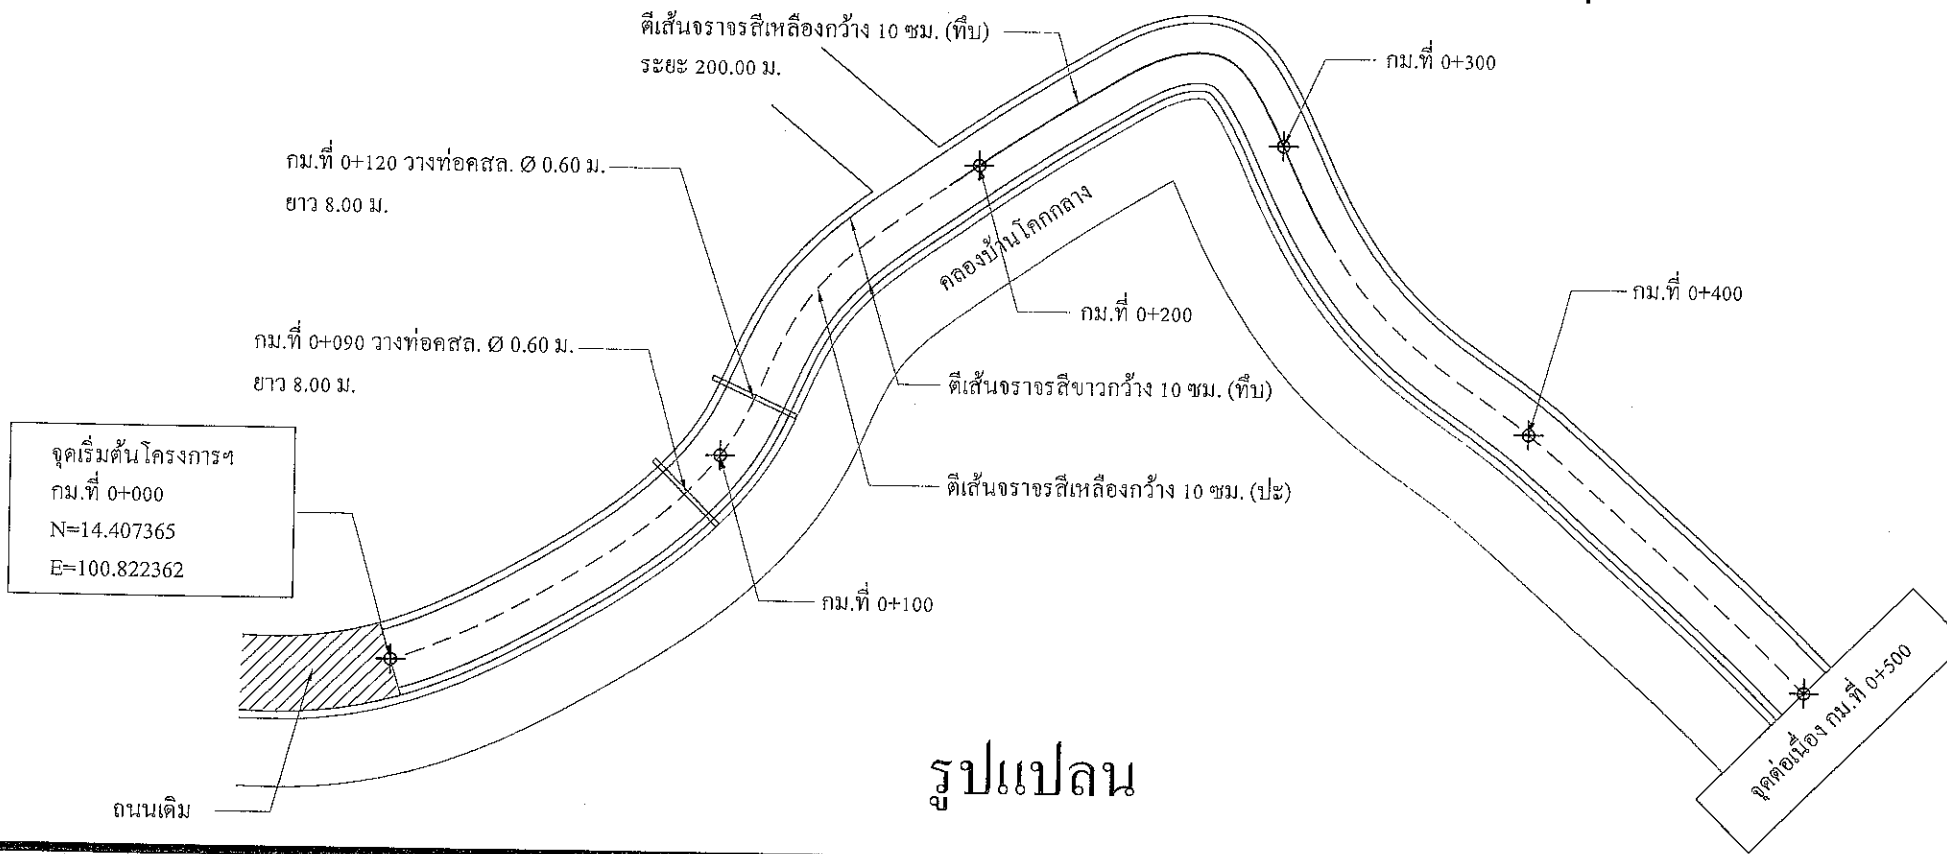 ตีเส้นจราจรสีเหลืองกว้าง 10 ซม. (ทึบ)
ระยะ 200.00 ม.
กม.ที่ 0+300
กม.ที่ 0+120 วางท่อคสล. Ø 0.60 ม.
ยาว 8.00 ม.
คลองบ้านโคกกลาง
กม.ที่ 0+400
กม.ที่ 0+200
กม.ที่ 0+090 วางท่อคสล. Ø 0.60 ม.
ยาว 8.00 ม.
ตีเส้นจราจรสีขาวกว้าง 10 ซม. (ทึบ)
จุดเริ่มต้นโครงการฯ
กม.ที่ 0+000
N=14.407365
E=100.822362
ตีเส้นจราจรสีเหลืองกว้าง 10 ซม. (ปะ)
กม.ที่ 0+100
จุดต่อเนื่อง กม.ที่ 0+500
รูปแปลน
ถนนเดิม